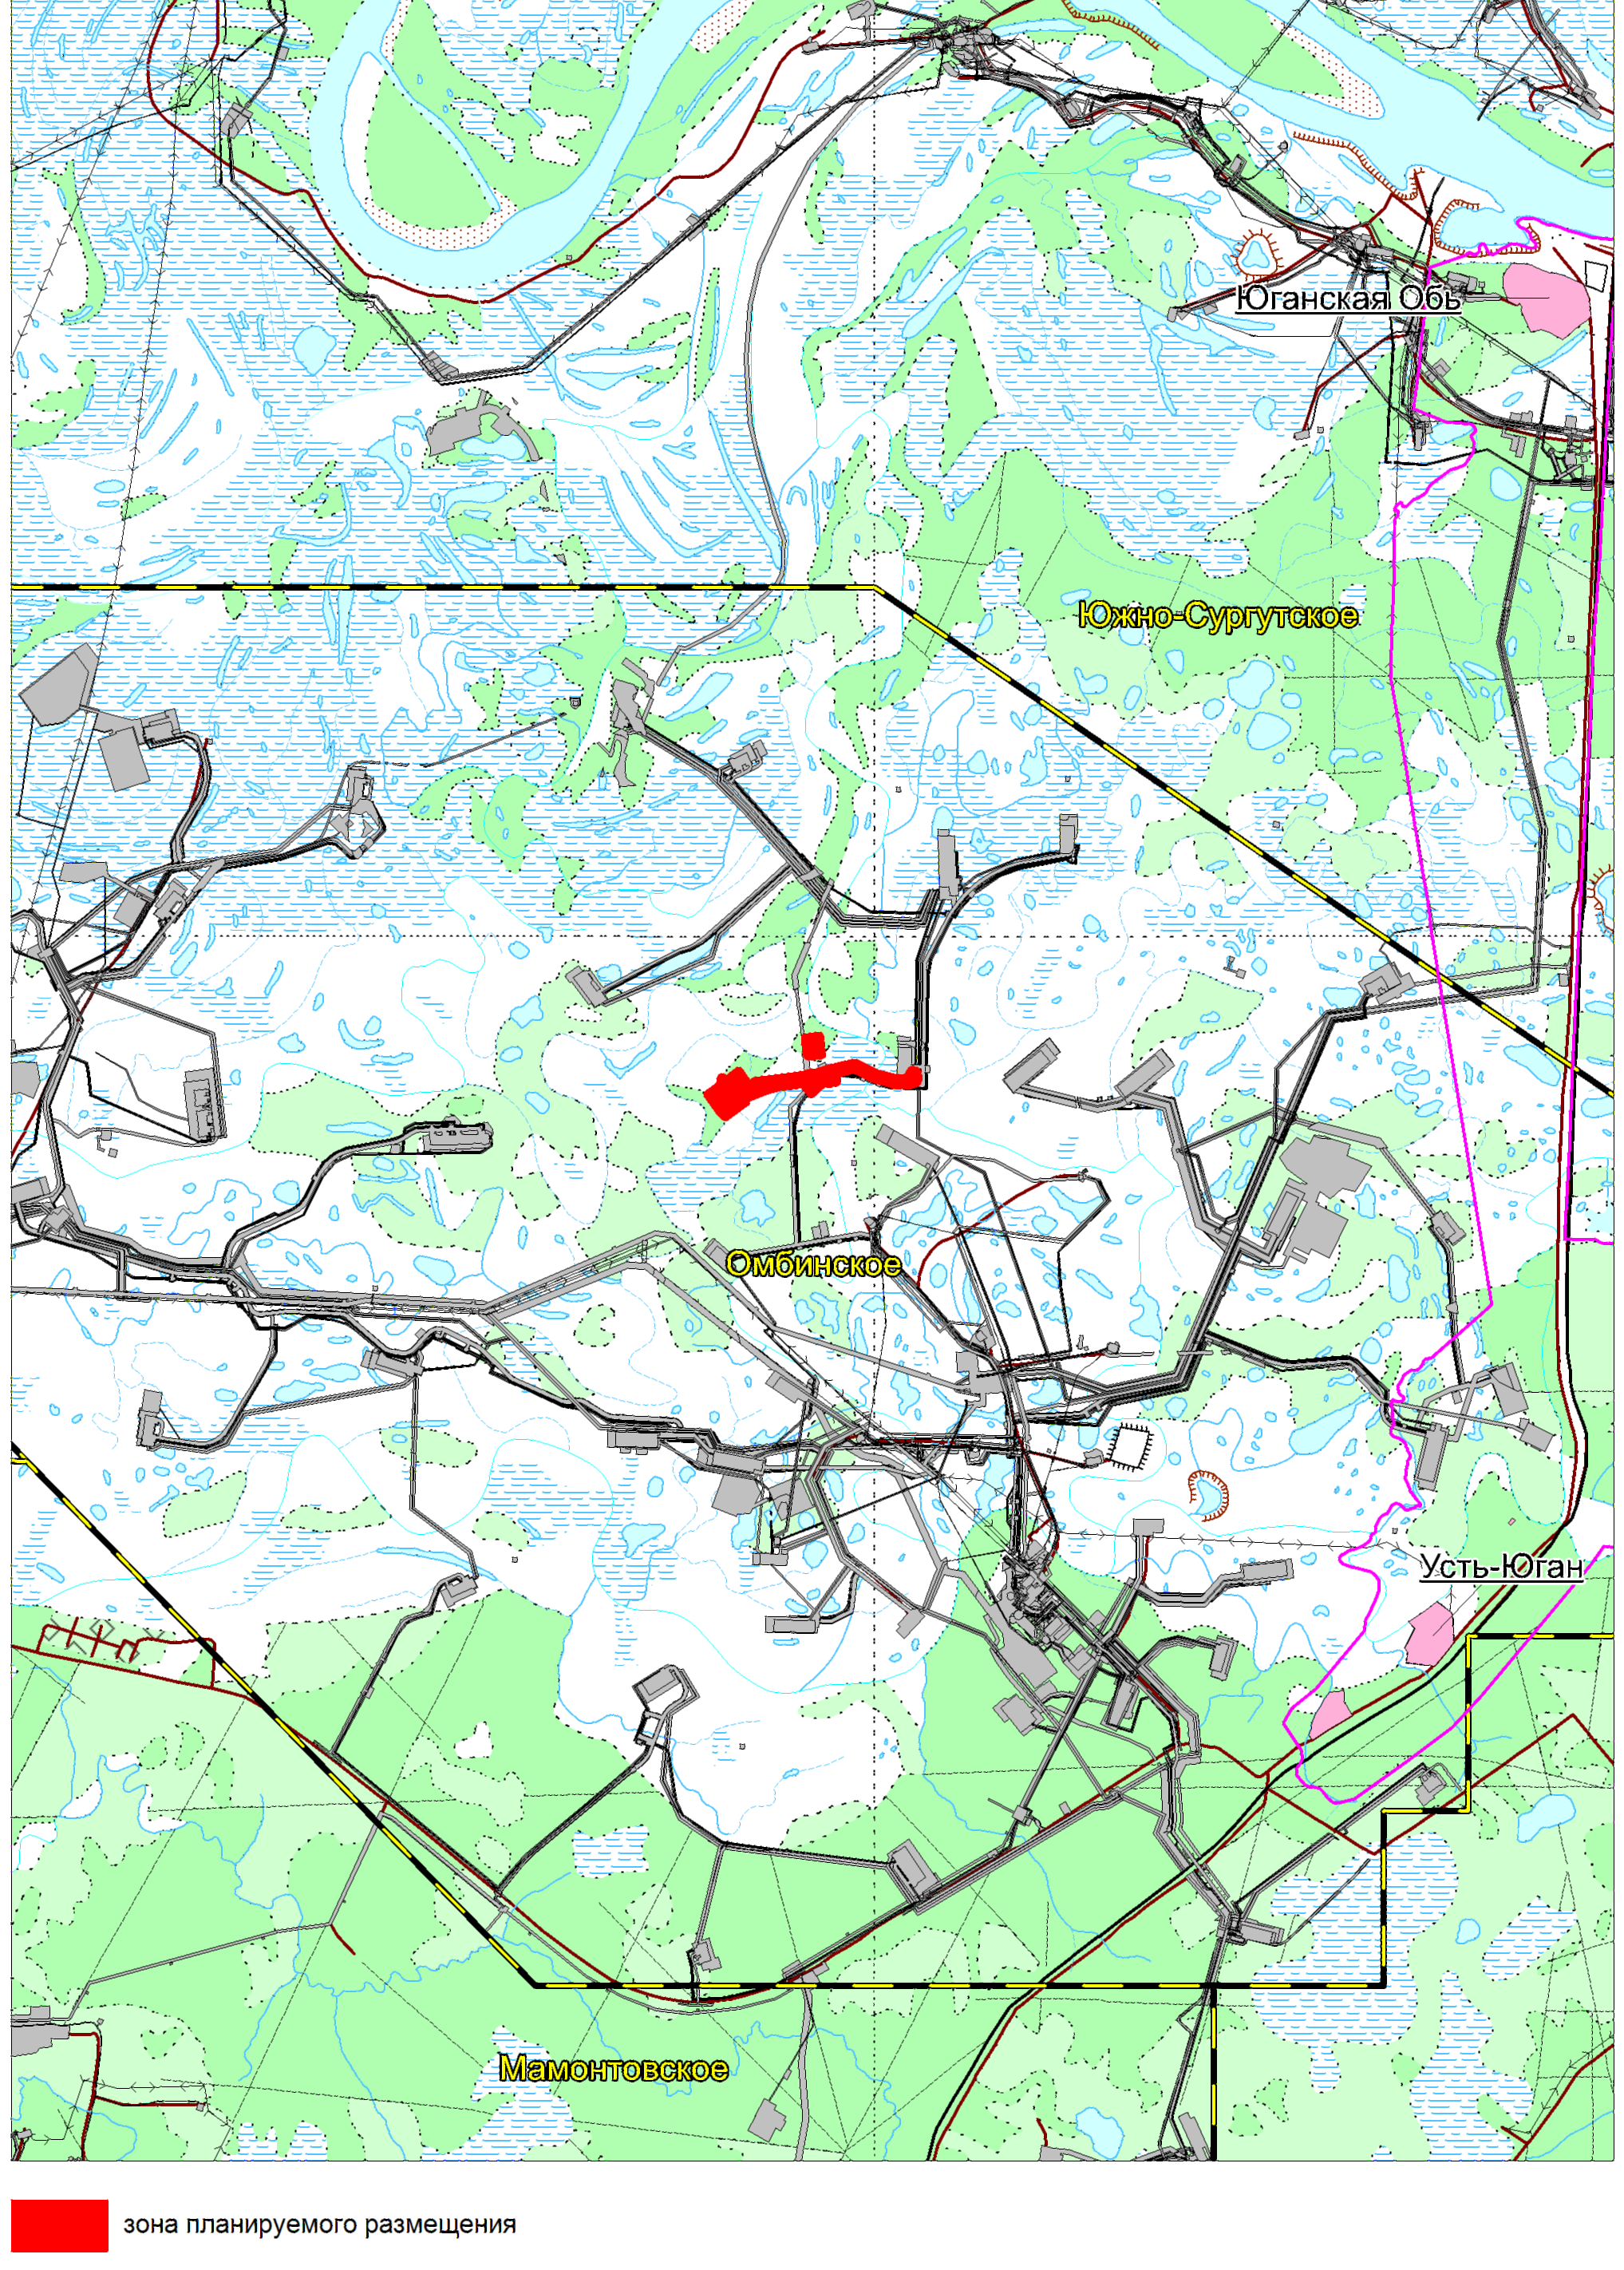 Юганская Обь
Южно-Сургутское
Омбинское
Усть-Юган
Мамонтовское
зона планируемого размещения